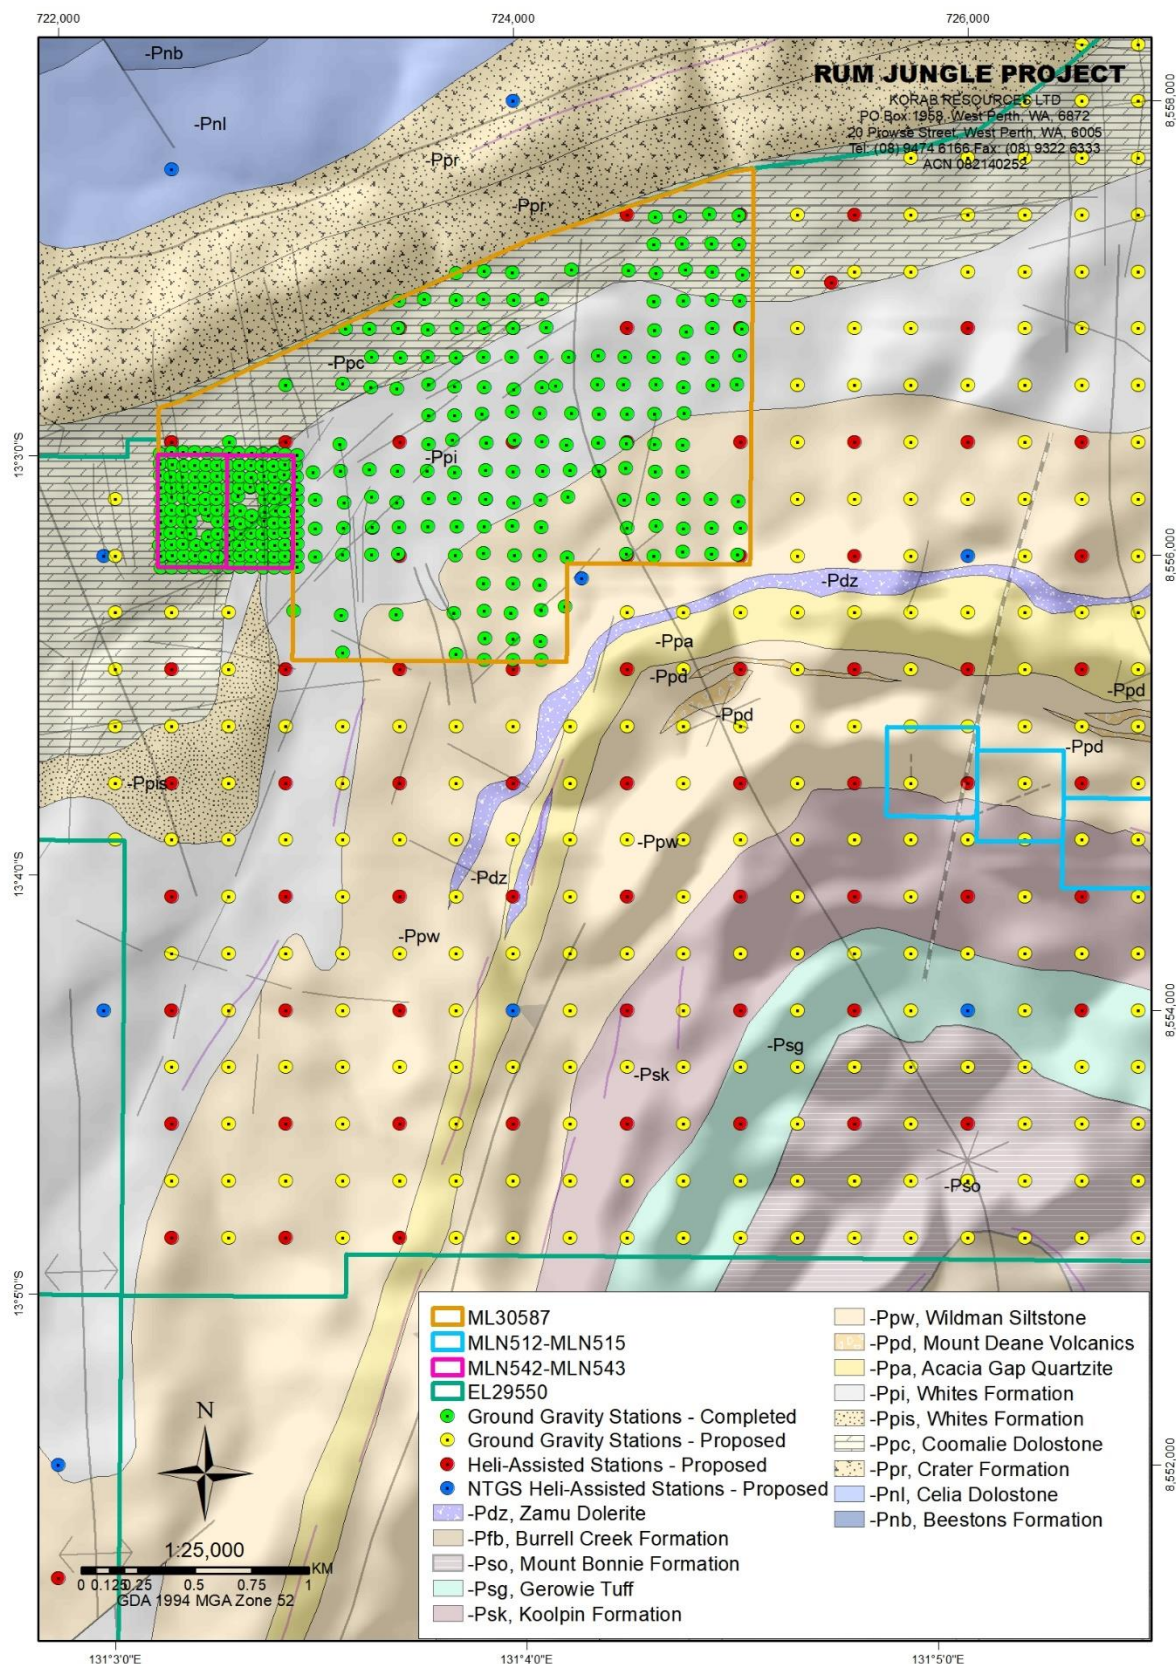 722,000
724,000
726,000
RUM JUNGLE PROJECT
KORAB RESOURCES LTD
PO Box 1958, West Perth, WA, 6872
20 Prowse Street, West Perth, WA, 6005
Tel: (08) 9474 6166 Fax: (08) 9322 6333
ACN 082140252
8,558,000
-Pnb
-Pnl
-Ppr
-Ppr
-Ppc
13°3'0"S
-Ppi
8,556,000
-Pdz
-Ppa
-Ppd
-Ppd
-Ppd
-Ppd
-Ppis
-Ppw
13°4'0"S
-Pdz
-Ppw
8,554,000
-Psg
-Psk
-Pso
13°5'0"S
ML30587
MLN512-MLN515
MLN542-MLN543
EL29550
Ground Gravity Stations - Completed
Ground Gravity Stations - Proposed
Heli-Assisted Stations - Proposed
NTGS Heli-Assisted Stations - Proposed
-Pdz, Zamu Dolerite
-Pfb, Burrell Creek Formation
-Pso, Mount Bonnie Formation
-Psg, Gerowie Tuff
-Psk, Koolpin Formation
-Ppw, Wildman Siltstone
-Ppd, Mount Deane Volcanics
-Ppa, Acacia Gap Quartzite
-Ppi, Whites Formation
-Ppis, Whites Formation
-Ppc, Coomalie Dolostone
-Ppr, Crater Formation
-Pnl, Celia Dolostone
-Pnb, Beestons Formation
8,552,000
N
1:25,000
KM
0 0.125 0.25 0.5 0.75 1
GDA 1994 MGA Zone 52
131°3'0"E
131°4'0"E
131°5'0"E